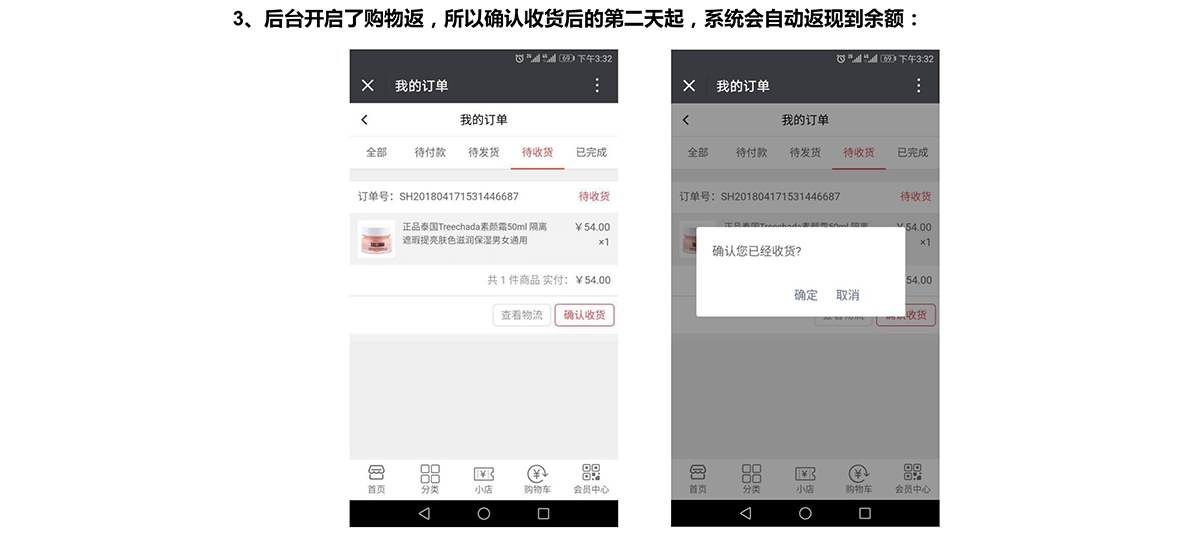 3、后台开启了购物返，所以确认收货后的第二天起，系统会自动返现到余额：
2G 4G 69 下午3:32
我的订单
我的订单
全部 待付款 待发货 待收货 已完成
订单号：SH201804171531446687 待收货
正品泰国Treechada素颜霜50ml 隔离 ￥54.00
遮瑕提亮肤色滋润保湿男女通用 ×1
共 1 件商品 实付：￥54.00
查看物流 确认收货
首页 分类 小店 购物车 会员中心
2G 4G 69 下午3:32
我的订单
我的订单
全部 待付款 待发货 待收货 已完成
订单号：SH201804171531446687 待收货
正品泰国Treechada素颜霜50ml 隔离 ￥54.00
×1
确认您已经收货?
54.00
确定 取消
查看物流 确认收货
首页 分类 小店 购物车 会员中心